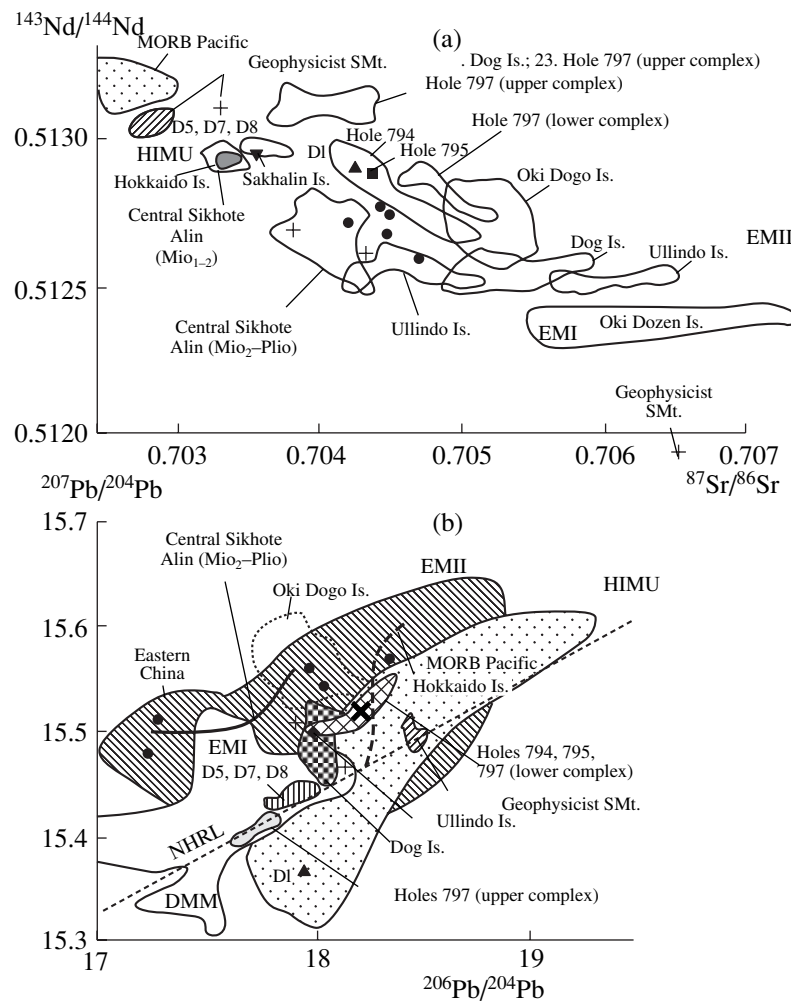 ¹⁴³Nd/¹⁴⁴Nd
(a)
MORB Pacific
Geophysicist SMt.
. Dog Is.; 23. Hole 797 (upper complex)
Hole 797 (upper complex)
0.5130
D5, D7, D8
Hole 794
Hole 797 (lower complex)
HIMU
Dl
Hole 795
Hokkaido Is.
Sakhalin Is.
Oki Dogo Is.
Central Sikhote
Alin
(Mio₁₋₂)
EMII
Dog Is.
Ullindo Is.
0.5125
Central Sikhote
Alin (Mio₂–Plio)
Ullindo Is.
EMI
Oki Dozen Is.
Geophysicist
SMt.
0.5120
0.703
0.704
0.705
0.706
0.707
⁸⁷Sr/⁸⁶Sr
²⁰⁷Pb/²⁰⁴Pb
(b)
15.7
Central Sikhote
Alin (Mio₂–Plio)
EMII
HIMU
Oki Dogo Is.
15.6
Eastern
China
MORB Pacific
Hokkaido Is.
15.5
EMI
Holes 794, 795,
797 (lower complex)
D5, D7, D8
Geophysicist SMt.
Ullindo Is.
15.4
NHRL
Dog Is.
Dl
Holes 797 (upper complex)
DMM
15.3
17
18
19
²⁰⁶Pb/²⁰⁴Pb